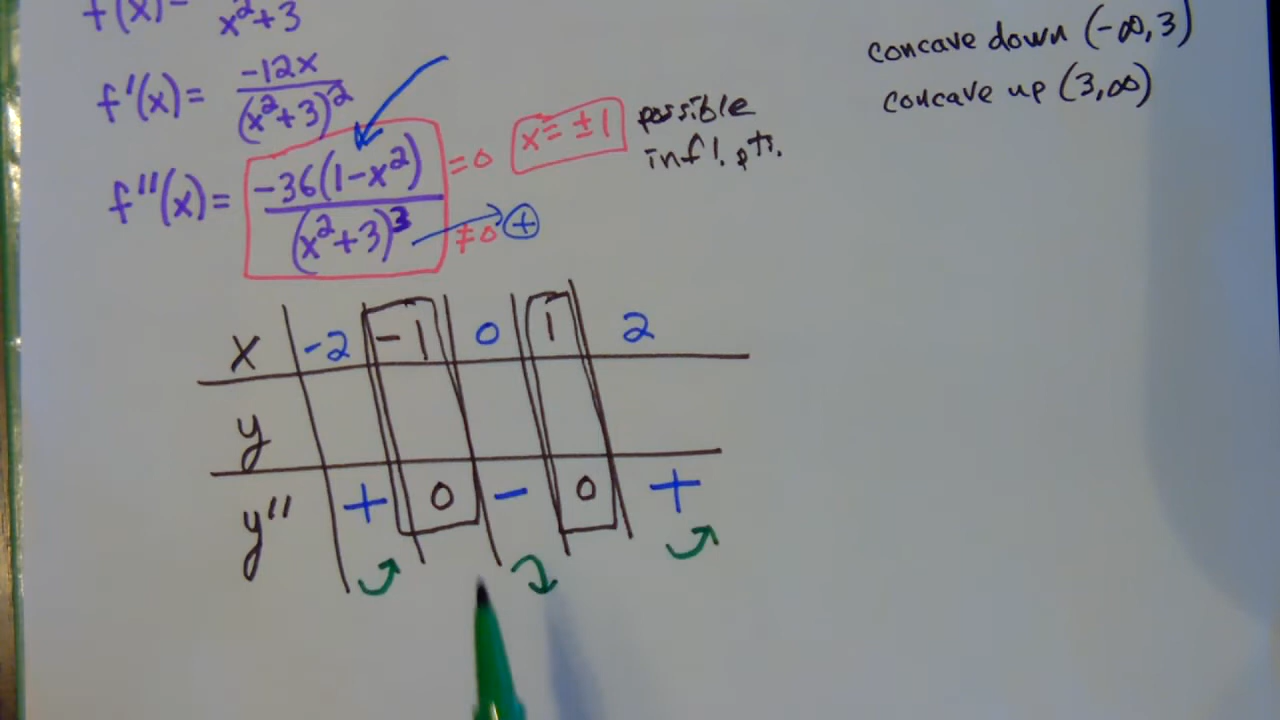 f(x)=
x²+3
f'(x)= -12x
(x²+3)²
f''(x)= -36(1-x²) =0 x=±1 possible
infl. pts.
(x²+3)³ ≠0 +
x -2 -1 0 1 2
y
y'' + 0 - 0 +
concave down (-∞,3)
concave up (3,∞)